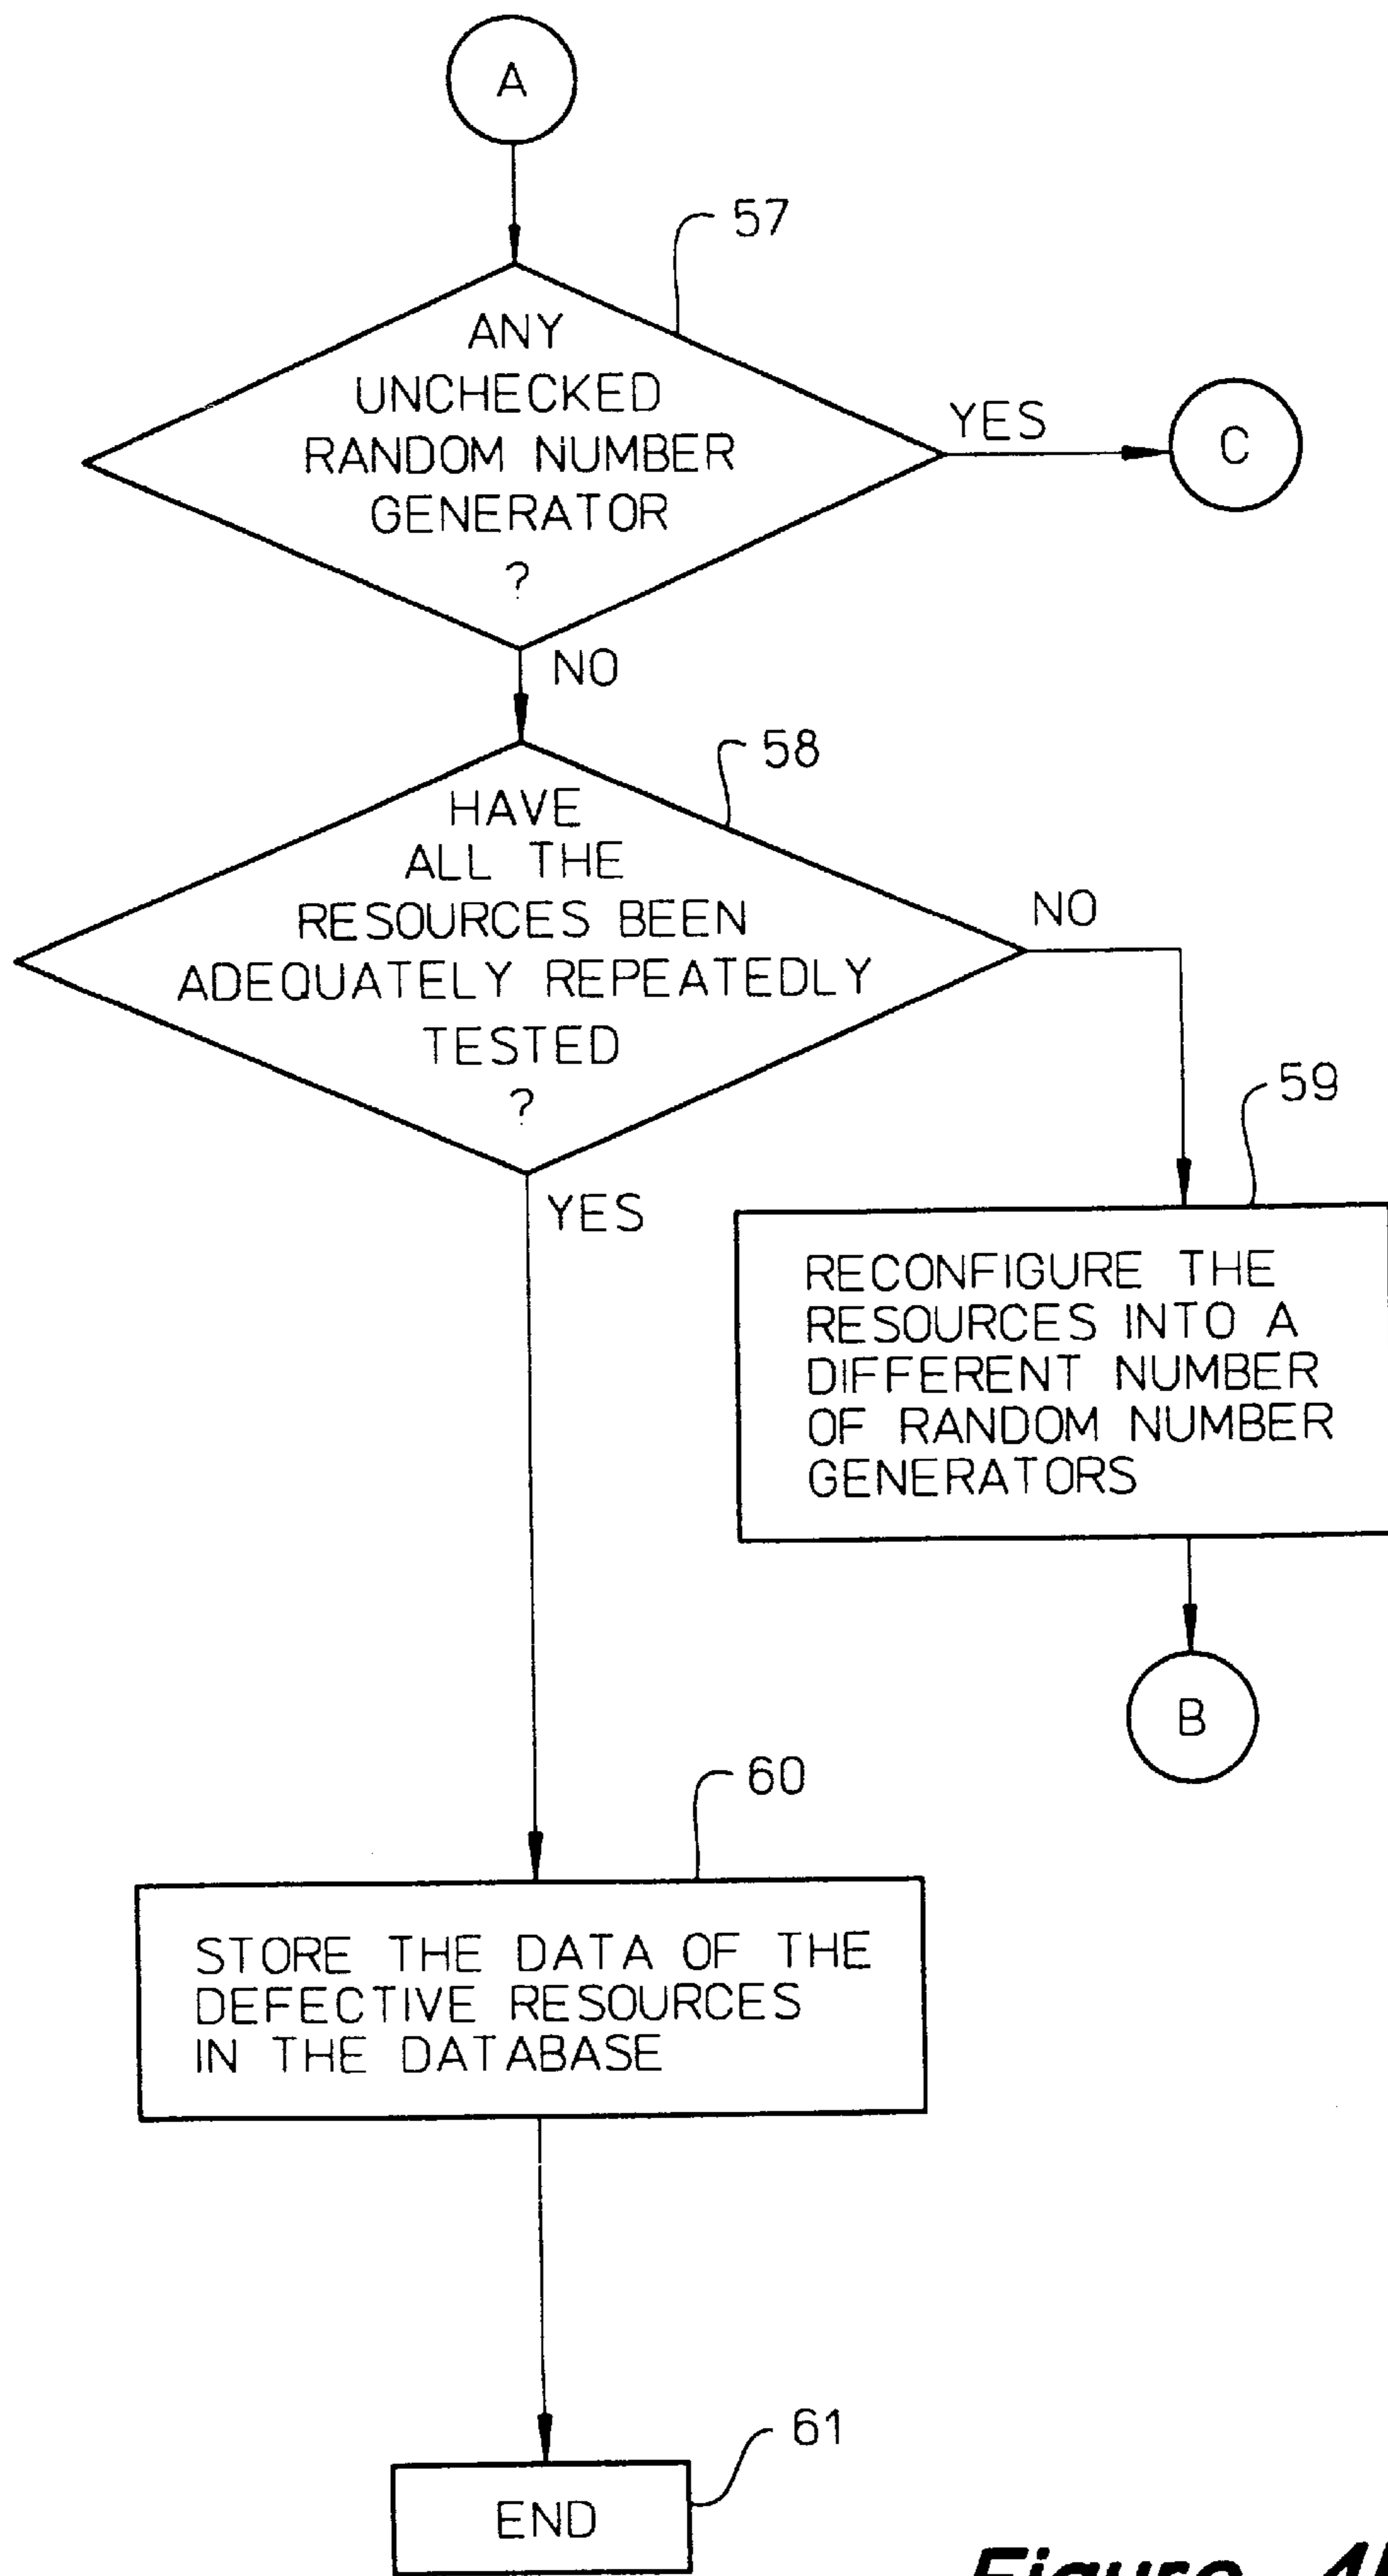 A
57
ANY
UNCHECKED
RANDOM NUMBER
GENERATOR
?
YES
C
NO
58
HAVE
ALL THE
RESOURCES BEEN
ADEQUATELY REPEATEDLY
TESTED
?
NO
59
YES
RECONFIGURE THE
RESOURCES INTO A
DIFFERENT NUMBER
OF RANDOM NUMBER
GENERATORS
B
60
STORE THE DATA OF THE
DEFECTIVE RESOURCES
IN THE DATABASE
61
END
Figure